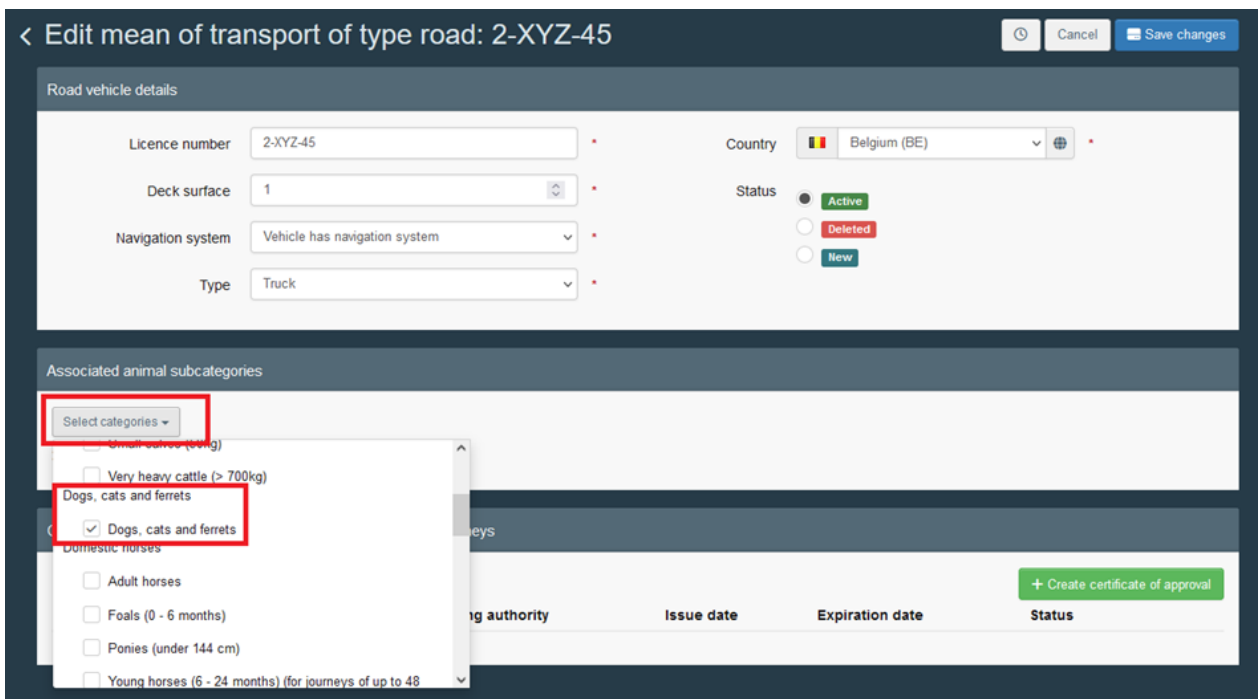 Edit mean of transport of type road: 2-XYZ-45
Cancel
Save changes
Road vehicle details
Licence number
2-XYZ-45
*
Country
Belgium (BE)
*
Deck surface
1
*
Status
Active
Deleted
New
Navigation system
Vehicle has navigation system
*
Type
Truck
*
Associated animal subcategories
Select categories
Very heavy cattle (> 700kg)
Dogs, cats and ferrets
Dogs, cats and ferrets
Domestic horses
Adult horses
Foals (0 - 6 months)
Ponies (under 144 cm)
Young horses (6 - 24 months) (for journeys of up to 48
+ Create certificate of approval
authority
Issue date
Expiration date
Status